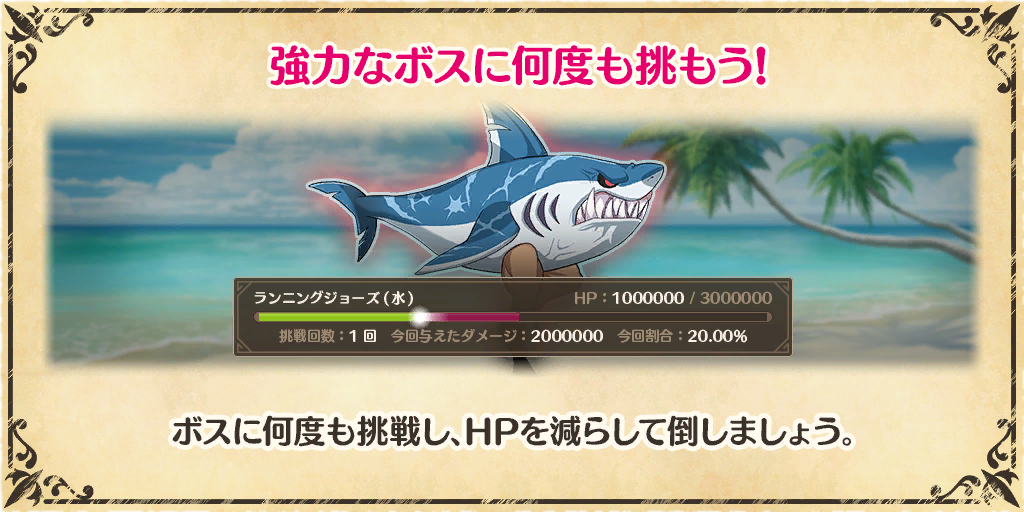 強力なボスに何度も挑もう!
ランニングジョーズ(水) HP:1000000 / 3000000
挑戦回数:1 回 今回与えたダメージ:2000000 今回割合:20.00%
ボスに何度も挑戦し、HPを減らして倒しましょう。